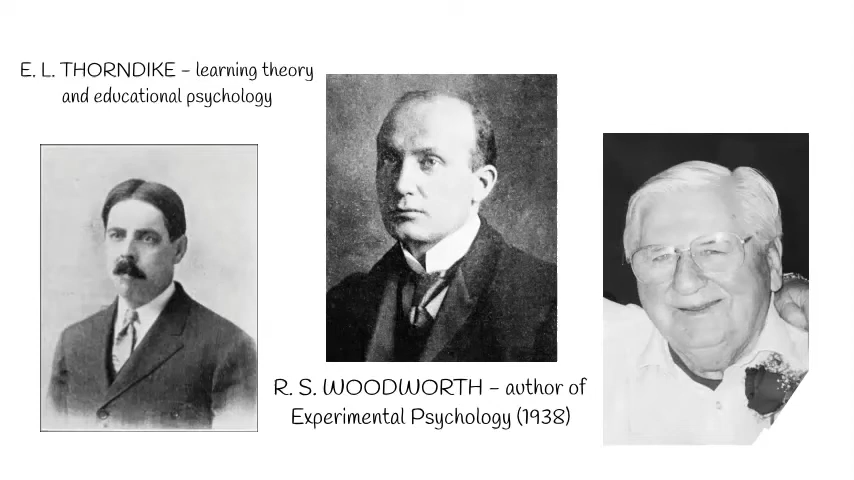 E. L. THORNDIKE – learning theory
and educational psychology
R. S. WOODWORTH – author of
Experimental Psychology (1938)